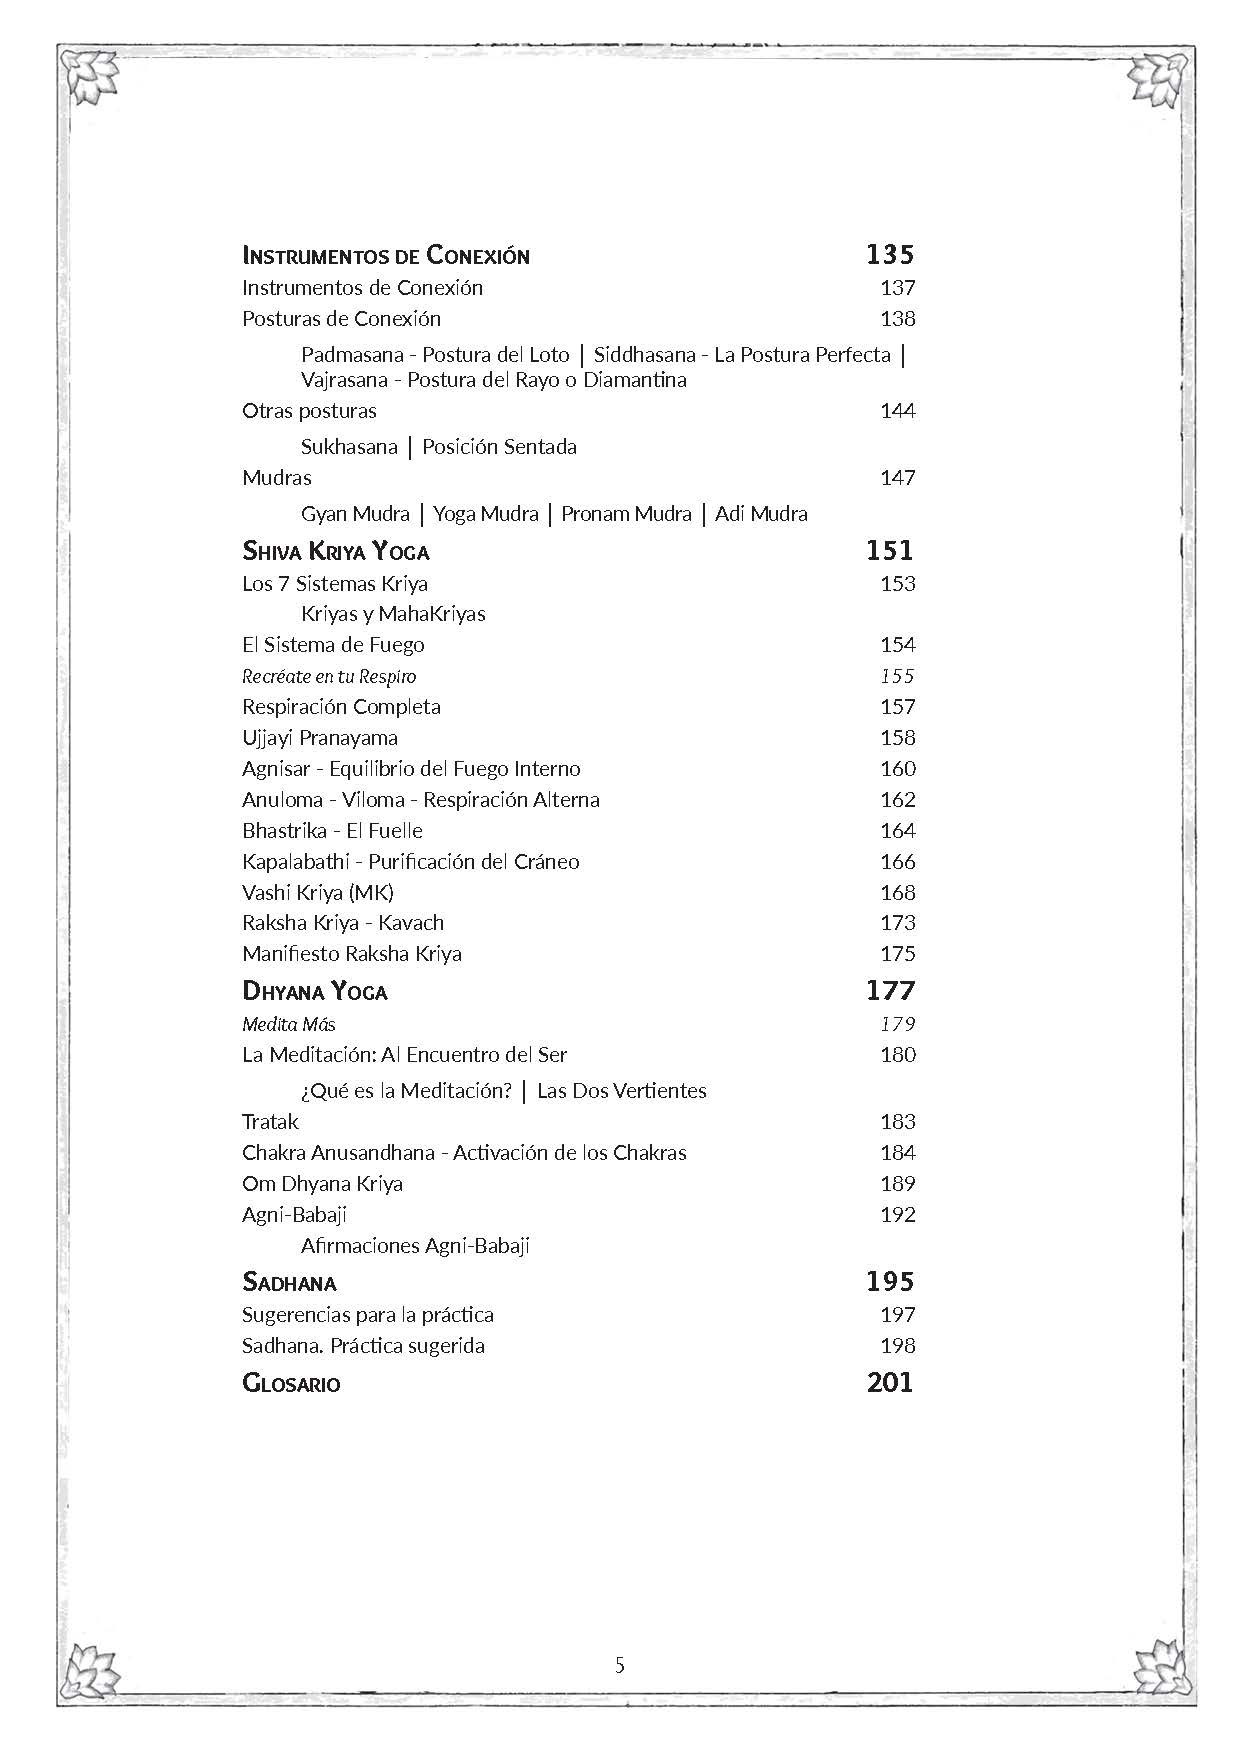 Instrumentos de Conexión 135
Instrumentos de Conexión 137
Posturas de Conexión 138
Padmasana - Postura del Loto | Siddhasana - La Postura Perfecta |
Vajrasana - Postura del Rayo o Diamantina
Otras posturas 144
Sukhasana | Posición Sentada
Mudras 147
Gyan Mudra | Yoga Mudra | Pronam Mudra | Adi Mudra
Shiva Kriya Yoga 151
Los 7 Sistemas Kriya 153
Kriyas y MahaKriyas
El Sistema de Fuego 154
Recréate en tu Respiro 155
Respiración Completa 157
Ujjayi Pranayama 158
Agnisar - Equilibrio del Fuego Interno 160
Anuloma - Viloma - Respiración Alterna 162
Bhastrika - El Fuelle 164
Kapalabathi - Purificación del Cráneo 166
Vashi Kriya (MK) 168
Raksha Kriya - Kavach 173
Manifiesto Raksha Kriya 175
Dhyana Yoga 177
Medita Más 179
La Meditación: Al Encuentro del Ser 180
¿Qué es la Meditación? | Las Dos Vertientes
Tratak 183
Chakra Anusandhana - Activación de los Chakras 184
Om Dhyana Kriya 189
Agni-Babaji 192
Afirmaciones Agni-Babaji
Sadhana 195
Sugerencias para la práctica 197
Sadhana. Práctica sugerida 198
Glosario 201
5